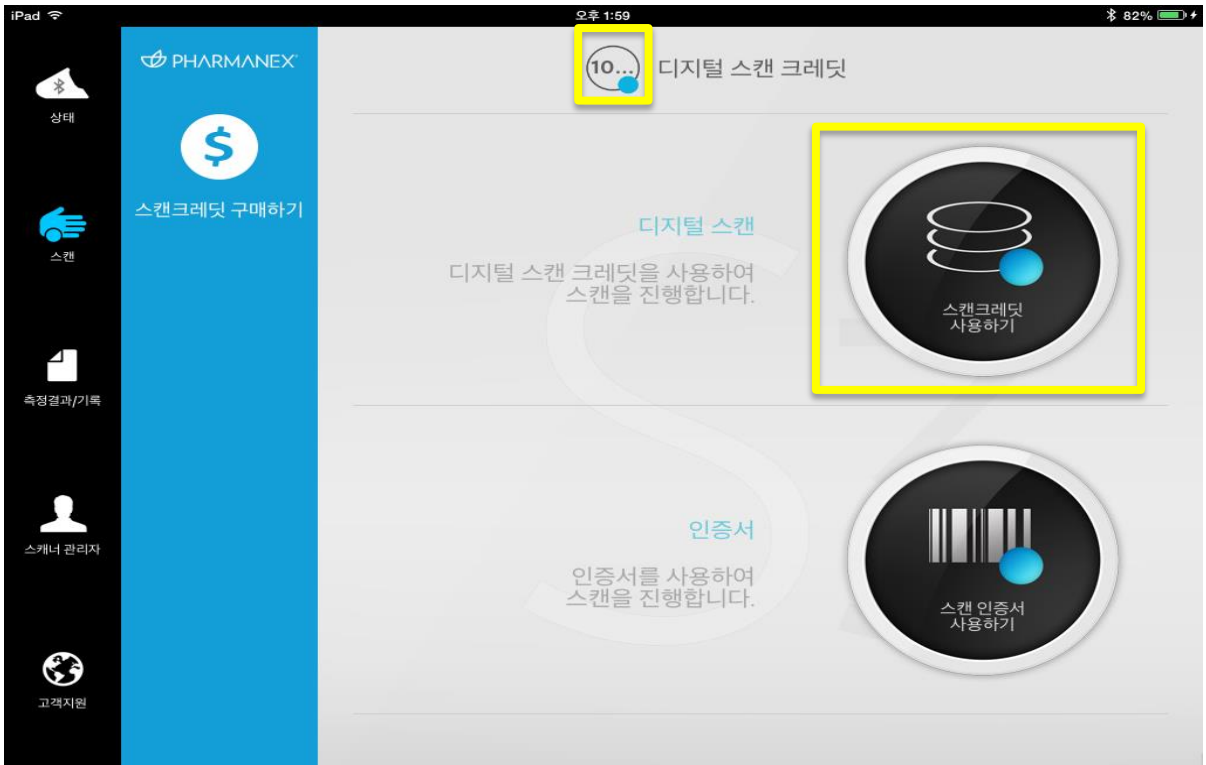 iPad 오후 1:59 82%
상태
스캔
측정결과/기록
스캐너 관리자
고객지원
PHARMANEX
$
스캔크레딧 구매하기
10... 디지털 스캔 크레딧
디지털 스캔
디지털 스캔 크레딧을 사용하여
스캔을 진행합니다.
스캔크레딧
사용하기
인증서
인증서를 사용하여
스캔을 진행합니다.
스캔 인증서
사용하기